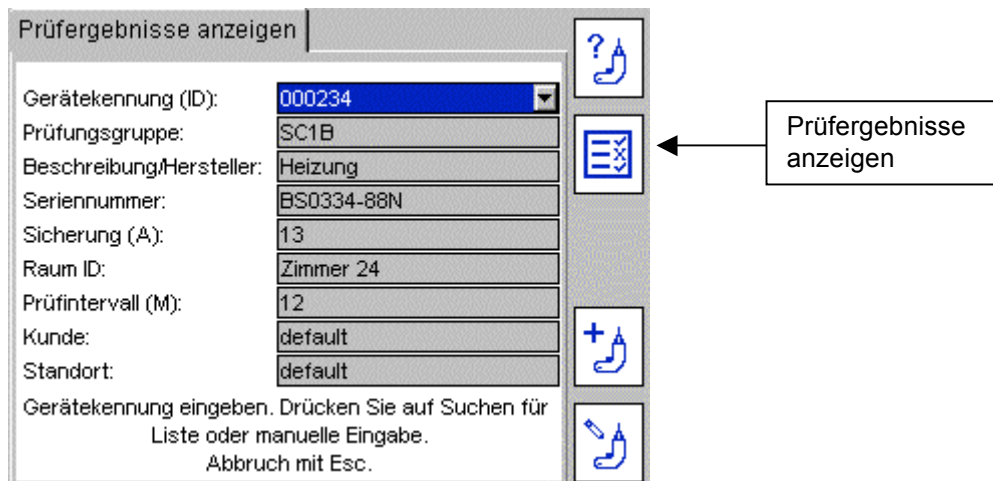 Prüfergebnisse anzeigen
Gerätekennung (ID): 000234
Prüfungsgruppe: SC1B
Beschreibung/Hersteller: Heizung
Seriennummer: BS0334-88N
Sicherung (A): 13
Raum ID: Zimmer 24
Prüfintervall (M): 12
Kunde: default
Standort: default
Gerätekennung eingeben. Drücken Sie auf Suchen für
Liste oder manuelle Eingabe.
Abbruch mit Esc.
?
+
Prüfergebnisse
anzeigen